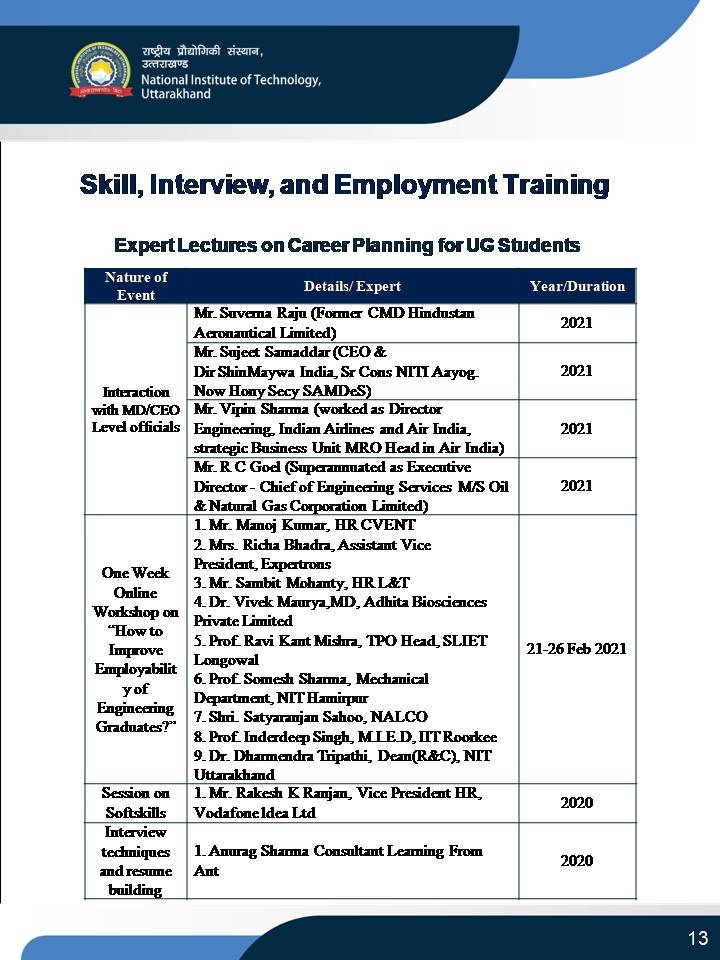 राष्ट्रीय प्रौद्योगिकी संस्थान,
उत्तराखण्ड
National Institute of Technology,
Uttarakhand
Skill, Interview, and Employment Training
Expert Lectures on Career Planning for UG Students
Nature of
Event
Details/ Expert
Year/Duration
Interaction
with MD/CEO
Level officials
Mr. Suverna Raju (Former CMD Hindustan
Aeronautical Limited)
2021
Mr. Sujeet Samaddar (CEO &
Dir ShinMaywa India, Sr Cons NITI Aayog.
Now Hony Secy SAMDeS)
2021
Mr. Vipin Sharma (worked as Director
Engineering, Indian Airlines and Air India,
strategic Business Unit MRO Head in Air India)
2021
Mr. R C Goel (Superannuated as Executive
Director - Chief of Engineering Services M/S Oil
& Natural Gas Corporation Limited)
2021
One Week
Online
Workshop on
“How to
Improve
Employabilit
y of
Engineering
Graduates?”
1. Mr. Manoj Kumar, HR CVENT
2. Mrs. Richa Bhadra, Assistant Vice
President, Expertrons
3. Mr. Sambit Mohanty, HR L&T
4. Dr. Vivek Maurya,MD, Adhita Biosciences
Private Limited
5. Prof. Ravi Kant Mishra, TPO Head, SLIET
Longowal
6. Prof. Somesh Sharma, Mechanical
Department, NIT Hamirpur
7. Shri. Satyaranjan Sahoo, NALCO
8. Prof. Inderdeep Singh, M.I.E.D, IIT Roorkee
9. Dr. Dharmendra Tripathi, Dean(R&C), NIT
Uttarakhand
21-26 Feb 2021
Session on
Softskills
1. Mr. Rakesh K Ranjan, Vice President HR,
Vodafone Idea Ltd
2020
Interview
techniques
and resume
building
1. Anurag Sharma Consultant Learning From
Ant
2020
13